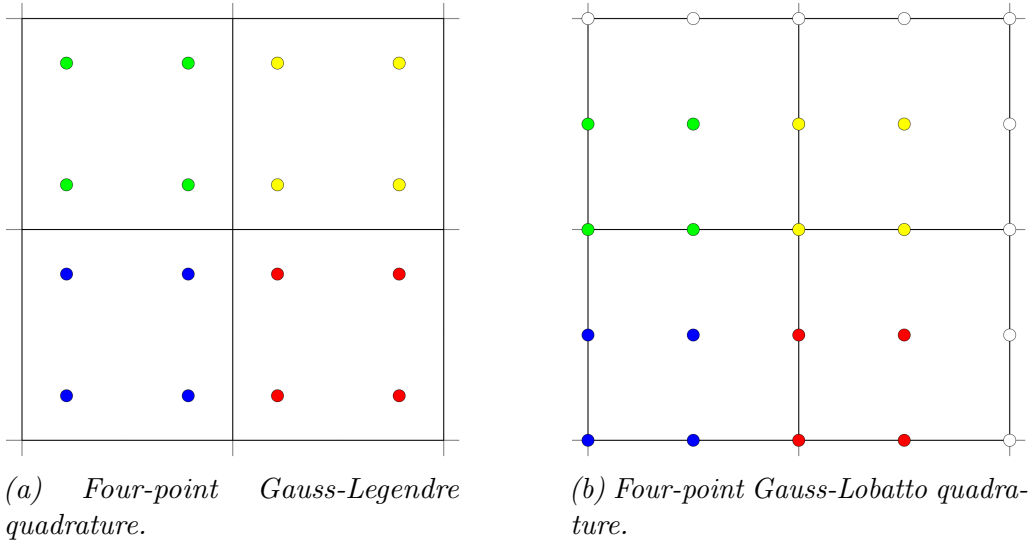 (a) Four-point Gauss-Legendre
quadrature.
(b) Four-point Gauss-Lobatto quadra-
ture.